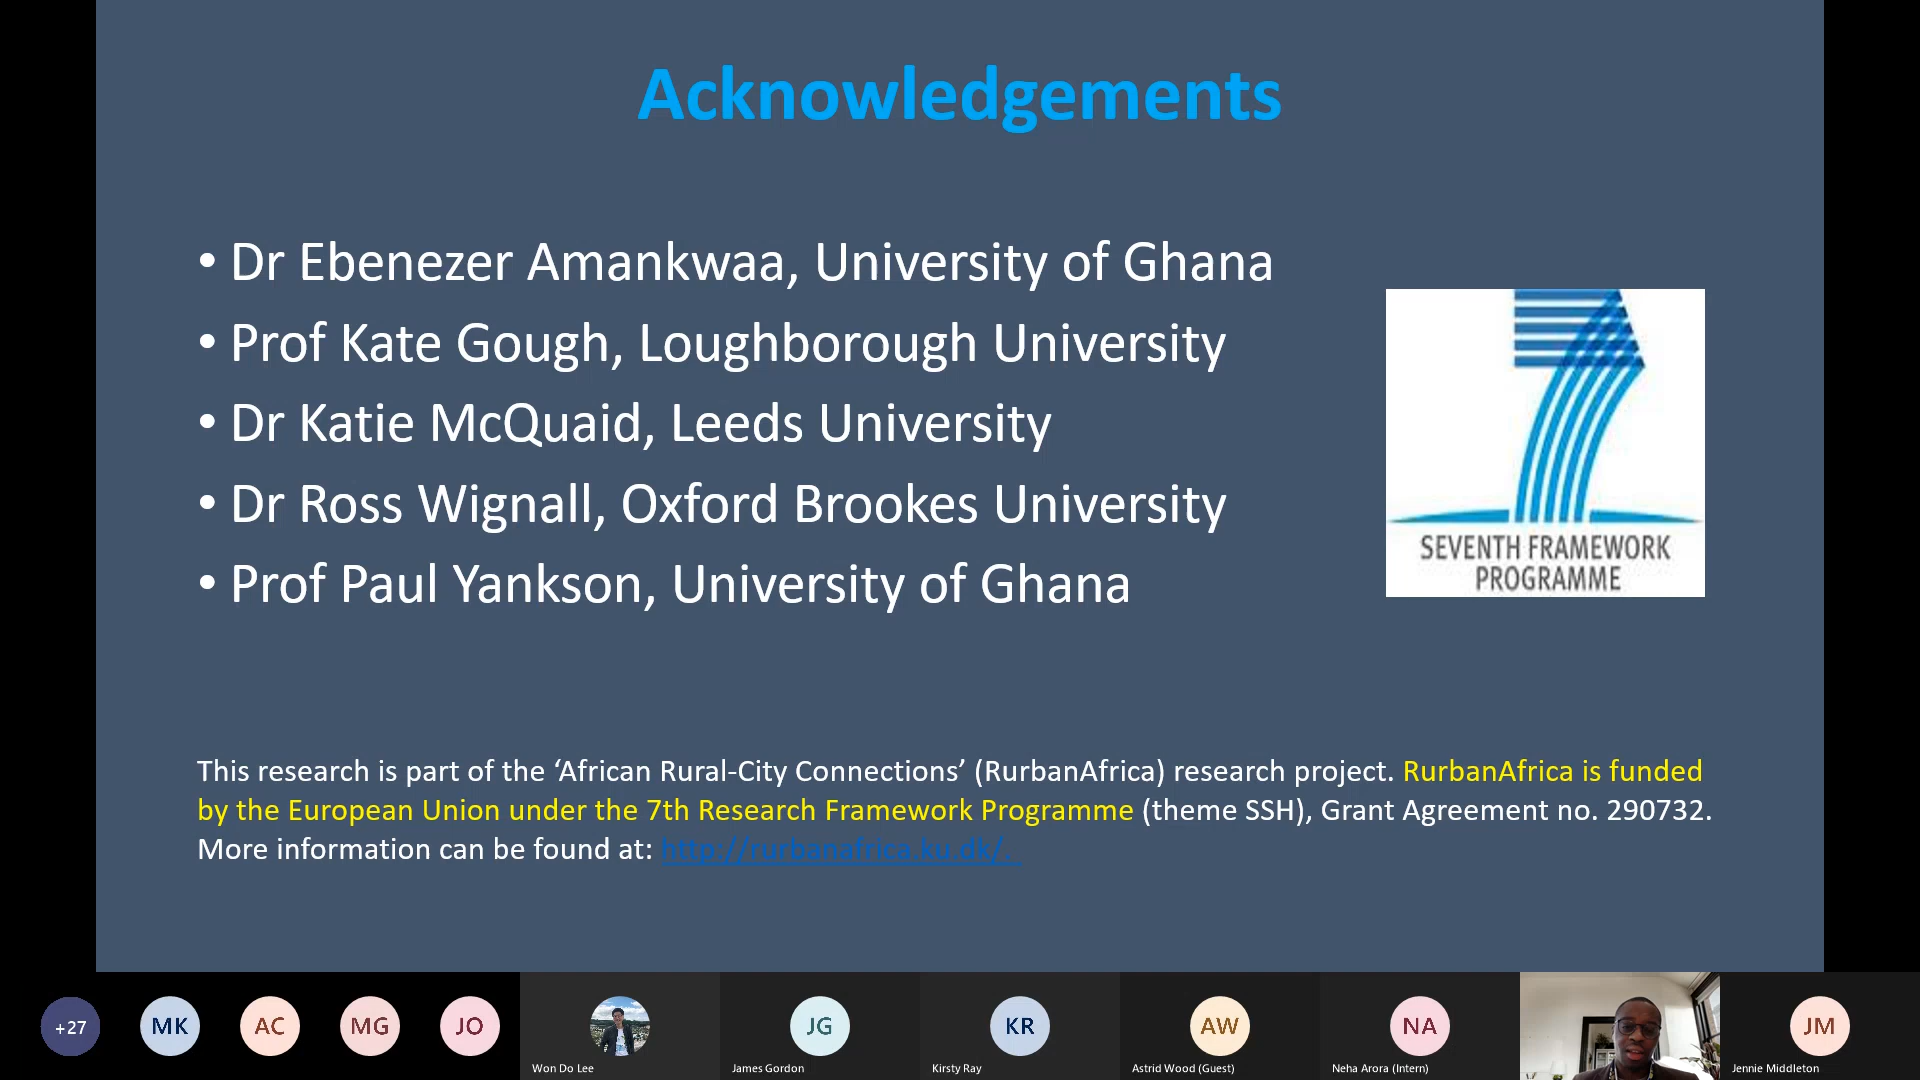 Acknowledgements
• Dr Ebenezer Amankwaa, University of Ghana
• Prof Kate Gough, Loughborough University
• Dr Katie McQuaid, Leeds University
• Dr Ross Wignall, Oxford Brookes University
• Prof Paul Yankson, University of Ghana
SEVENTH FRAMEWORK
PROGRAMME
This research is part of the ‘African Rural-City Connections’ (RurbanAfrica) research project. RurbanAfrica is funded
by the European Union under the 7th Research Framework Programme (theme SSH), Grant Agreement no. 290732.
More information can be found at: http://rurbanafrica.ku.dk/.
+27
MK
AC
MG
JO
Won Do Lee
JG
James Gordon
KR
Kirsty Ray
AW
Astrid Wood (Guest)
NA
Neha Arora (Intern)
JM
Jennie Middleton